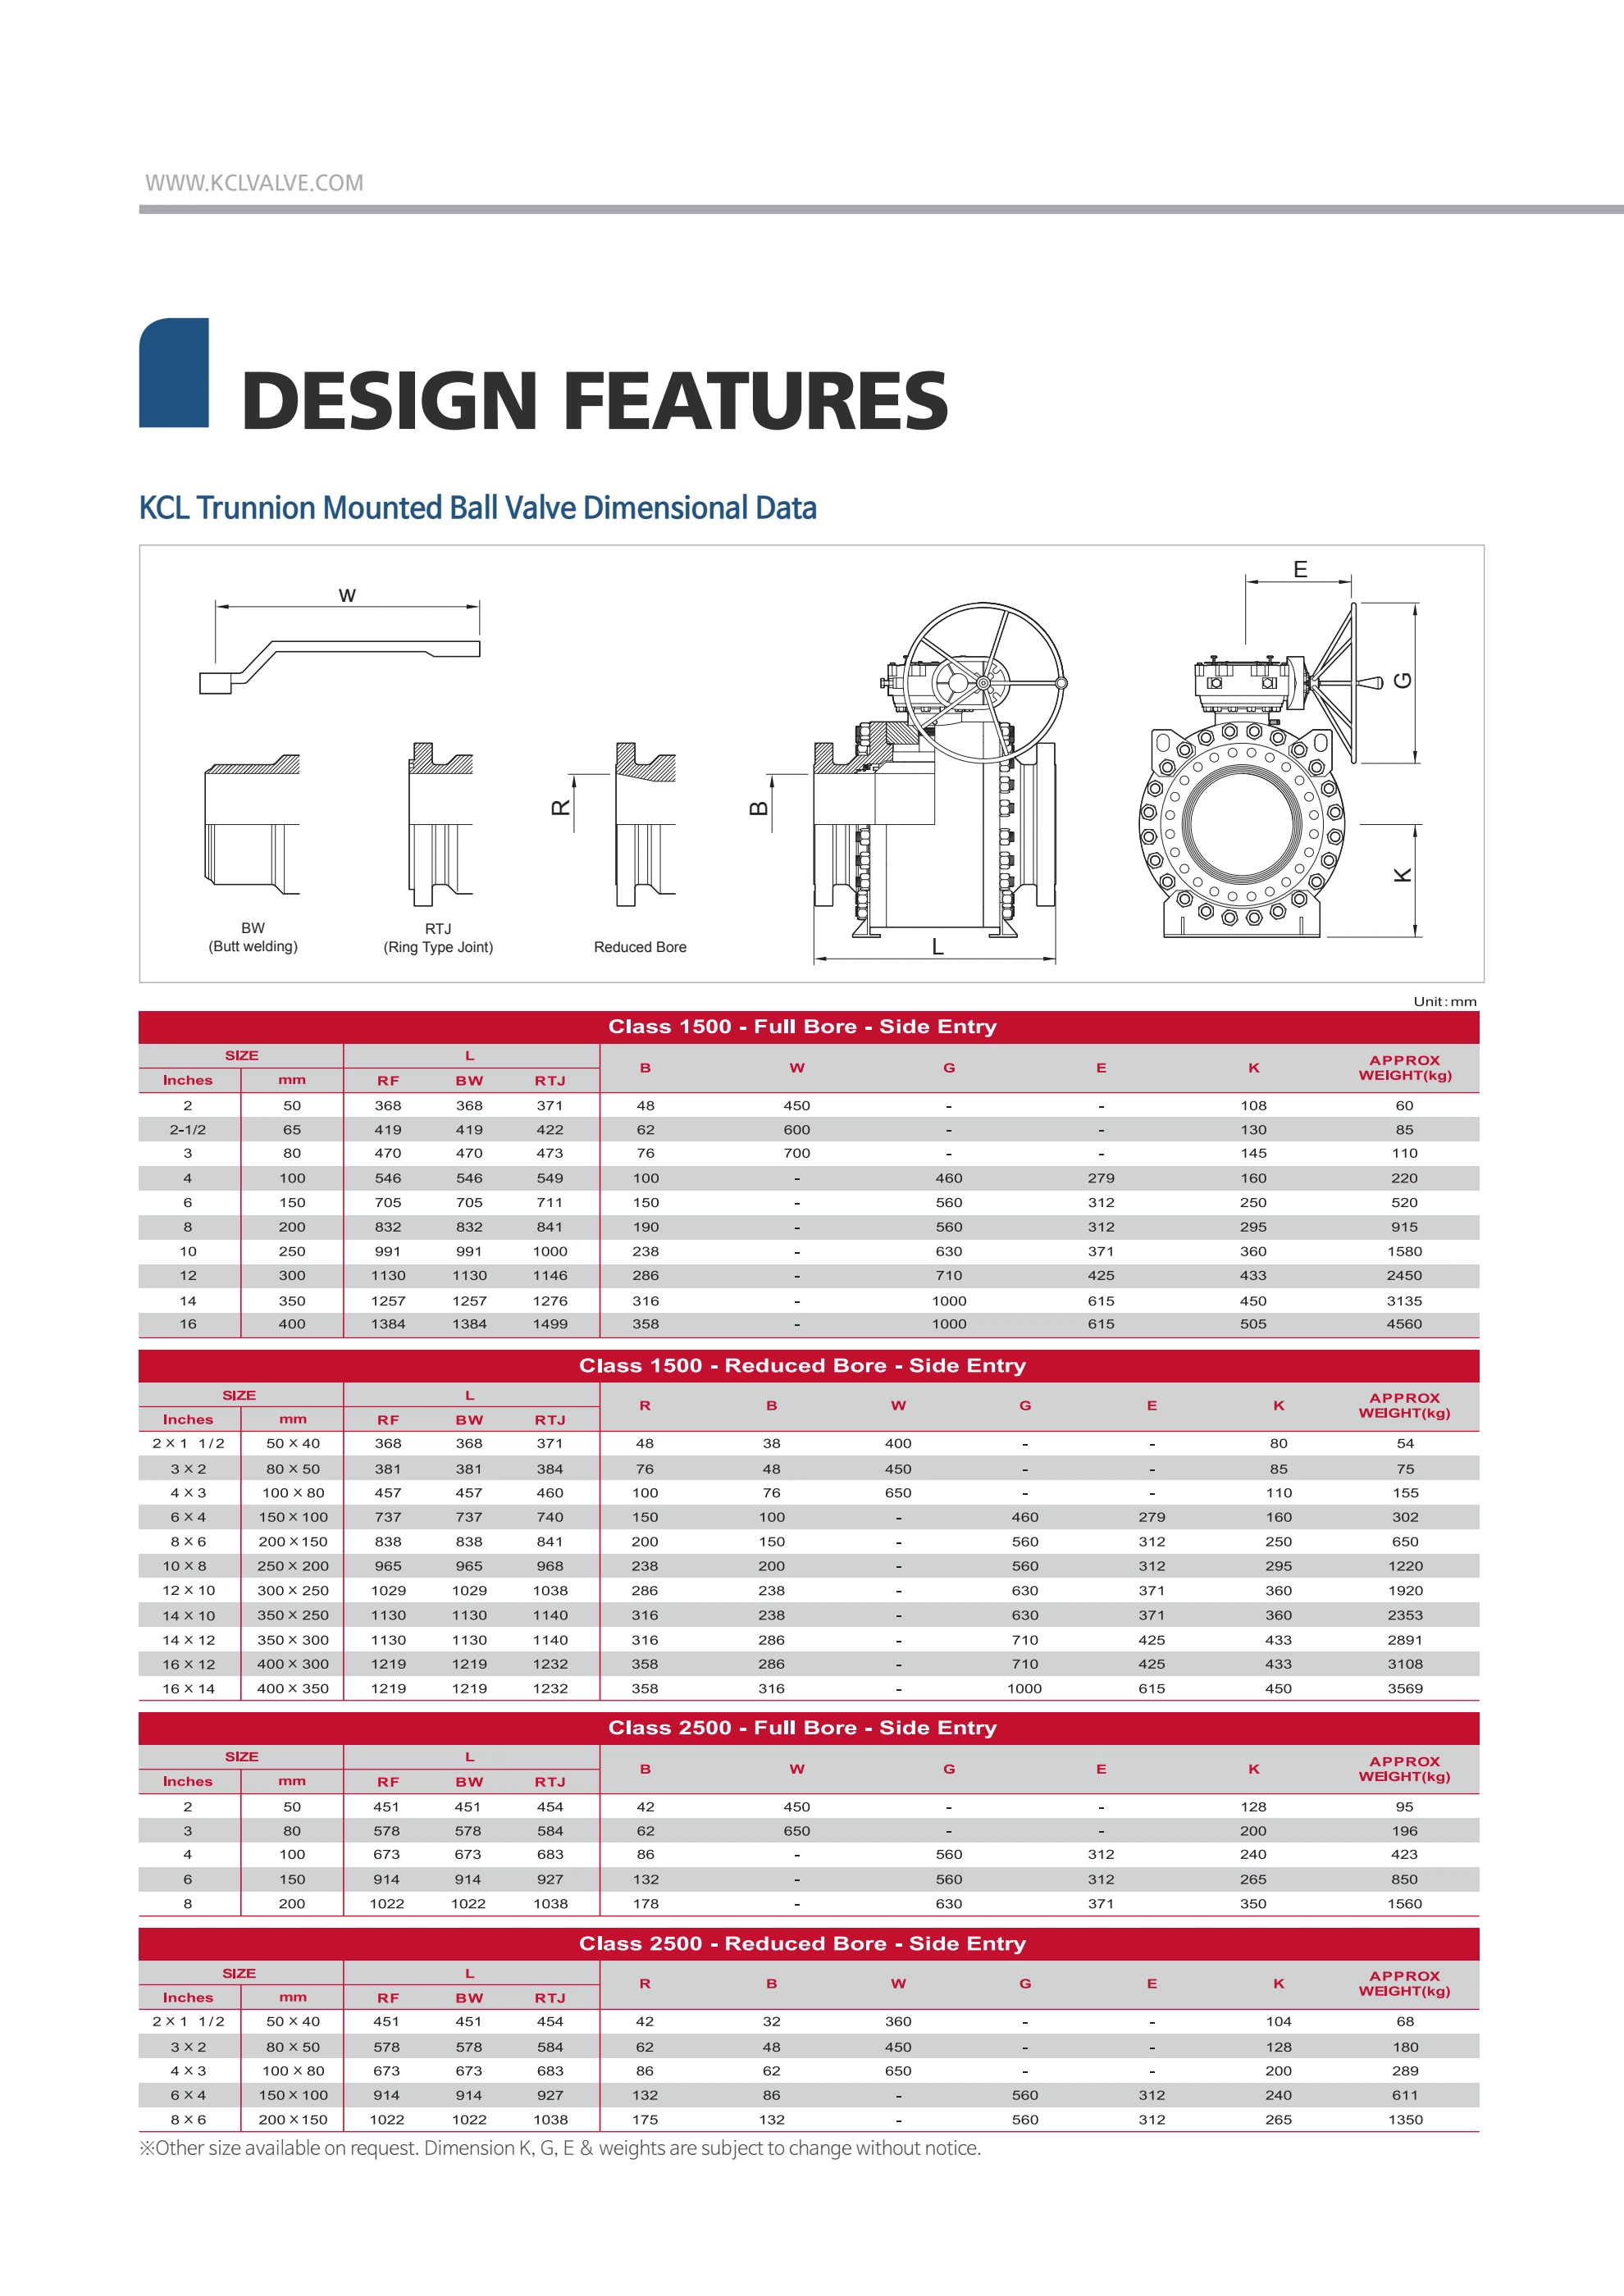 WWW.KCLVALVE.COM
DESIGN FEATURES
KCL Trunnion Mounted Ball Valve Dimensional Data
W
E
G
R
B
K
L
BW
(Butt welding)
RTJ
(Ring Type Joint)
Reduced Bore
Unit : mm
Class 1500 - Full Bore - Side Entry
SIZE L B W G E K APPROX WEIGHT(kg)
Inches mm RF BW RTJ
2 50 368 368 371 48 450 - - 108 60
2-1/2 65 419 419 422 62 600 - - 130 85
3 80 470 470 473 76 700 - - 145 110
4 100 546 546 549 100 - 460 279 160 220
6 150 705 705 711 150 - 560 312 250 520
8 200 832 832 841 190 - 560 312 295 915
10 250 991 991 1000 238 - 630 371 360 1580
12 300 1130 1130 1146 286 - 710 425 433 2450
14 350 1257 1257 1276 316 - 1000 615 450 3135
16 400 1384 1384 1499 358 - 1000 615 505 4560
Class 1500 - Reduced Bore - Side Entry
SIZE L R B W G E K APPROX WEIGHT(kg)
Inches mm RF BW RTJ
2 X 1 1/2 50 X 40 368 368 371 48 38 400 - - 80 54
3 X 2 80 X 50 381 381 384 76 48 450 - - 85 75
4 X 3 100 X 80 457 457 460 100 76 650 - - 110 155
6 X 4 150 X 100 737 737 740 150 100 - 460 279 160 302
8 X 6 200 X 150 838 838 841 200 150 - 560 312 250 650
10 X 8 250 X 200 965 965 968 238 200 - 560 312 295 1220
12 X 10 300 X 250 1029 1029 1038 286 238 - 630 371 360 1920
14 X 10 350 X 250 1130 1130 1140 316 238 - 630 371 360 2353
14 X 12 350 X 300 1130 1130 1140 316 286 - 710 425 433 2891
16 X 12 400 X 300 1219 1219 1232 358 286 - 710 425 433 3108
16 X 14 400 X 350 1219 1219 1232 358 316 - 1000 615 450 3569
Class 2500 - Full Bore - Side Entry
SIZE L B W G E K APPROX WEIGHT(kg)
Inches mm RF BW RTJ
2 50 451 451 454 42 450 - - 128 95
3 80 578 578 584 62 650 - - 200 196
4 100 673 673 683 86 - 560 312 240 423
6 150 914 914 927 132 - 560 312 265 850
8 200 1022 1022 1038 178 - 630 371 350 1560
Class 2500 - Reduced Bore - Side Entry
SIZE L R B W G E K APPROX WEIGHT(kg)
Inches mm RF BW RTJ
2 X 1 1/2 50 X 40 451 451 454 42 32 360 - - 104 68
3 X 2 80 X 50 578 578 584 62 48 450 - - 128 180
4 X 3 100 X 80 673 673 683 86 62 650 - - 200 289
6 X 4 150 X 100 914 914 927 132 86 - 560 312 240 611
8 X 6 200 X 150 1022 1022 1038 175 132 - 560 312 265 1350
※Other size available on request. Dimension K, G, E & weights are subject to change without notice.